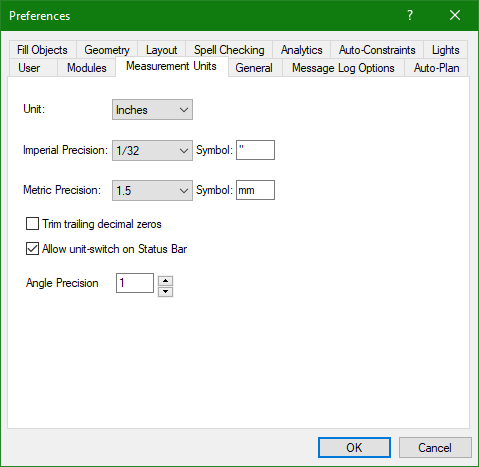 Preferences ?
Fill Objects Geometry Layout Spell Checking Analytics Auto-Constraints Lights
User Modules Measurement Units General Message Log Options Auto-Plan
Unit: Inches
Imperial Precision: 1/32 Symbol: "
Metric Precision: 1.5 Symbol: mm
Trim trailing decimal zeros
Allow unit-switch on Status Bar
Angle Precision 1
OK Cancel